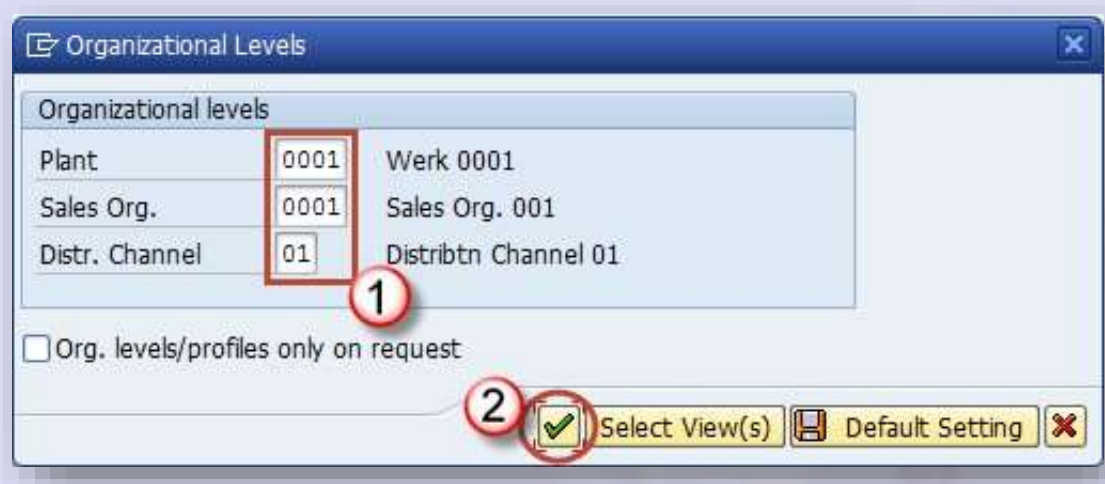 Organizational Levels
Organizational levels
Plant 0001 Werk 0001
Sales Org. 0001 Sales Org. 001
Distr. Channel 01 Distribtn Channel 01
1
Org. levels/profiles only on request
2 Select View(s) Default Setting